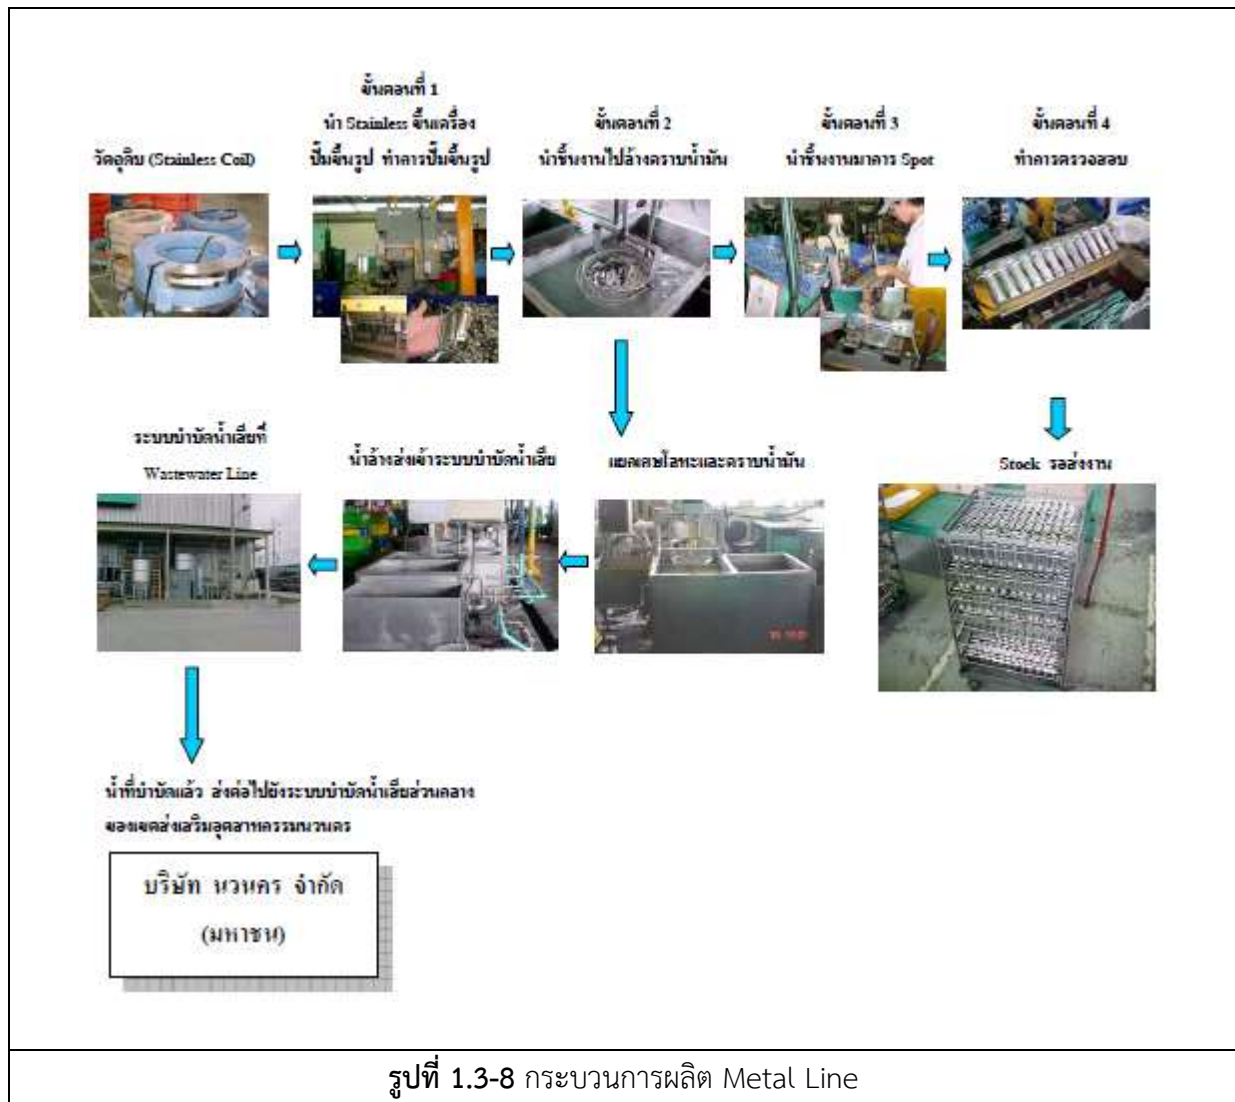 วัตถุดิบ (Stainless Coil)
ขั้นตอนที่ 1
นำ Stainless ขึ้นเครื่อง
ปั๊มขึ้นรูป ทำการปั๊มขึ้นรูป
ขั้นตอนที่ 2
นำชิ้นงานไปล้างคราบน้ำมัน
ขั้นตอนที่ 3
นำชิ้นงานมาการ Spot
ขั้นตอนที่ 4
ทำการตรวจสอบ
ระบบบำบัดน้ำเสียที่
Wastewater Line
น้ำล้างส่งเข้าระบบบำบัดน้ำเสีย
แยกเศษโลหะและคราบน้ำมัน
Stock รอส่งงาน
น้ำที่บำบัดแล้ว ส่งต่อไปยังระบบบำบัดน้ำเสียส่วนกลาง
ของเขตส่งเสริมอุตสาหกรรมนวนคร
บริษัท นวนคร จำกัด
(มหาชน)
รูปที่ 1.3-8 กระบวนการผลิต Metal Line